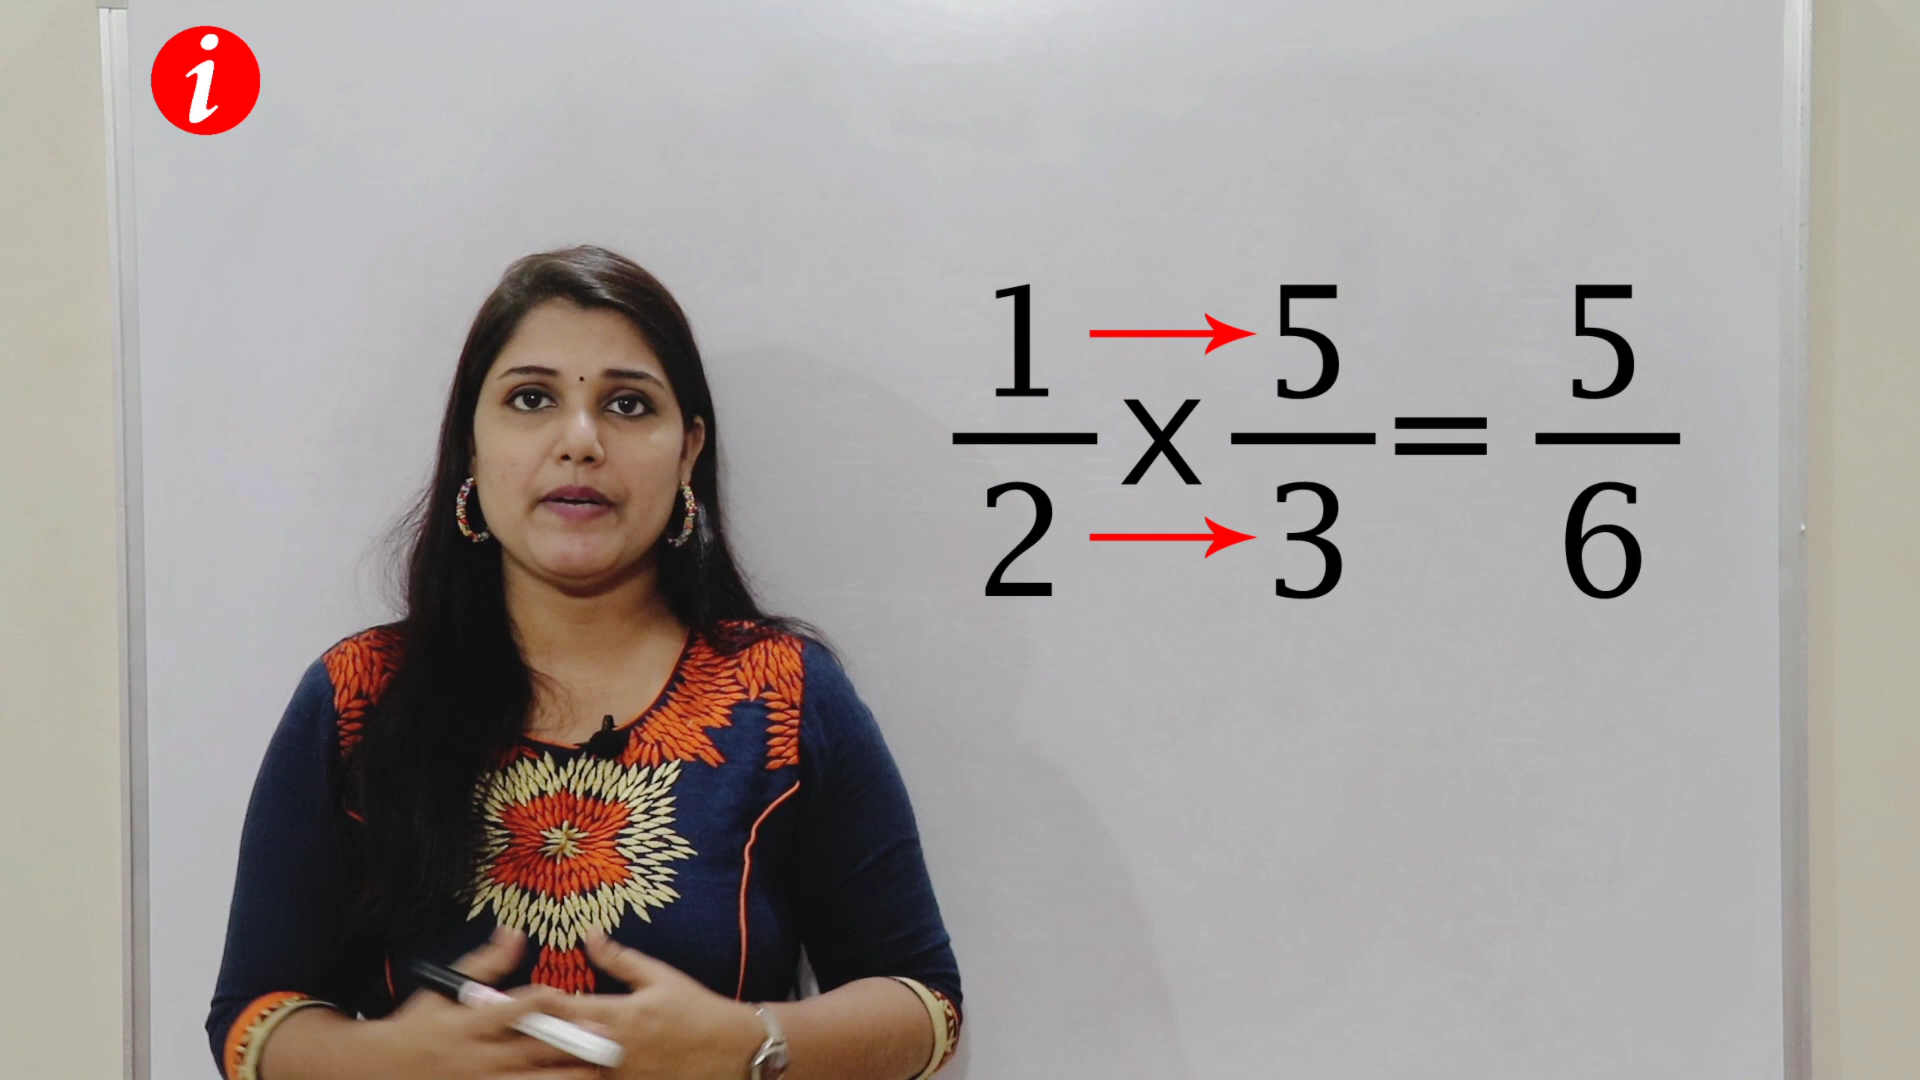 i
1/2 x 5/3 = 5/6